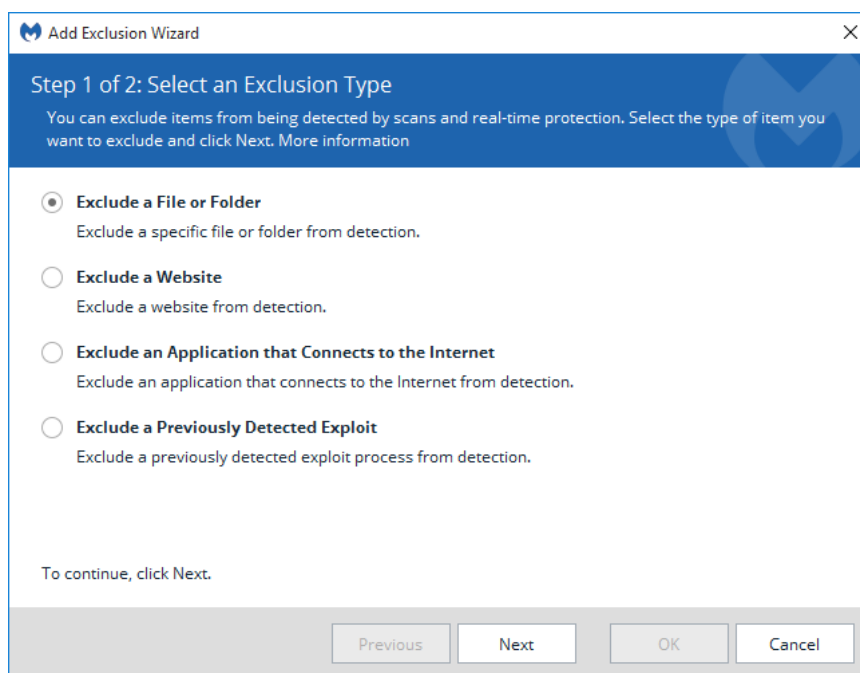 Add Exclusion Wizard
Step 1 of 2: Select an Exclusion Type
You can exclude items from being detected by scans and real-time protection. Select the type of item you
want to exclude and click Next. More information
Exclude a File or Folder
Exclude a specific file or folder from detection.
Exclude a Website
Exclude a website from detection.
Exclude an Application that Connects to the Internet
Exclude an application that connects to the Internet from detection.
Exclude a Previously Detected Exploit
Exclude a previously detected exploit process from detection.
To continue, click Next.
Previous Next OK Cancel